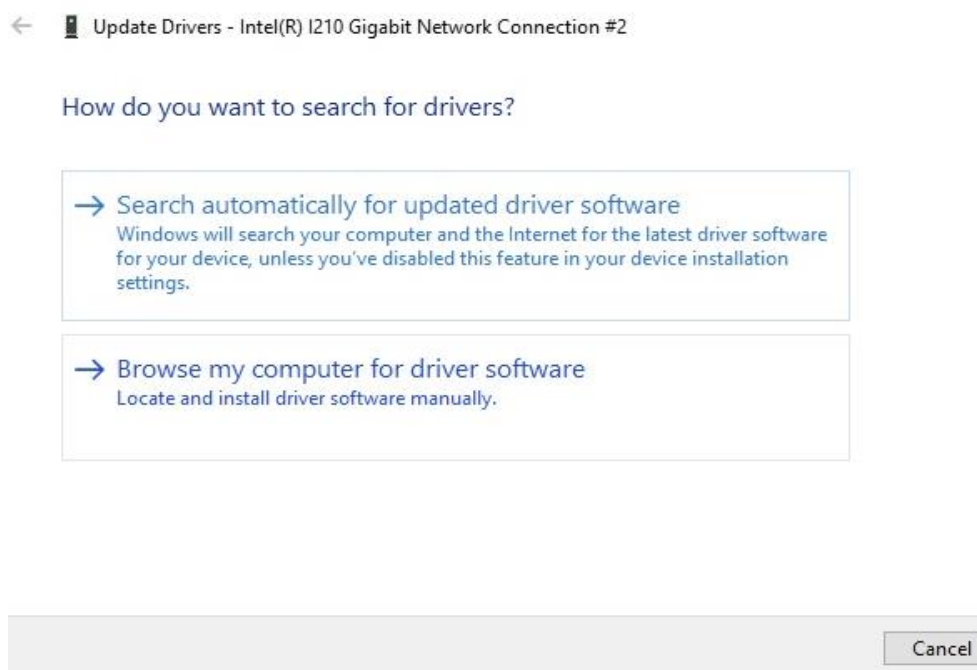 Update Drivers - Intel(R) I210 Gigabit Network Connection #2
How do you want to search for drivers?
Search automatically for updated driver software
Windows will search your computer and the Internet for the latest driver software
for your device, unless you've disabled this feature in your device installation
settings.
Browse my computer for driver software
Locate and install driver software manually.
Cancel